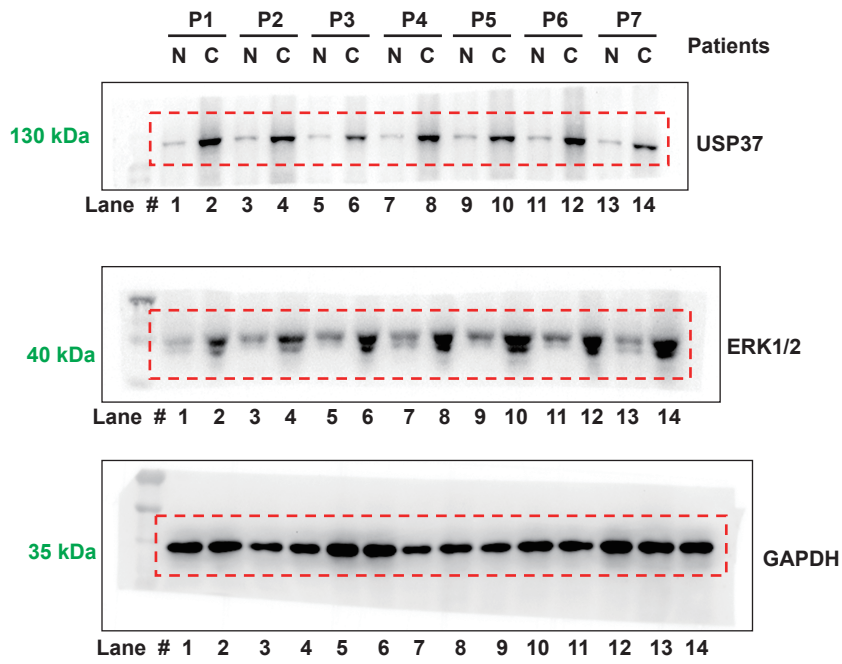 P1 P2 P3 P4 P5 P6 P7
N C N C N C N C N C N C N C
Patients
130 kDa
USP37
Lane # 1 2 3 4 5 6 7 8 9 10 11 12 13 14
40 kDa
ERK1/2
Lane # 1 2 3 4 5 6 7 8 9 10 11 12 13 14
35 kDa
GAPDH
Lane # 1 2 3 4 5 6 7 8 9 10 11 12 13 14